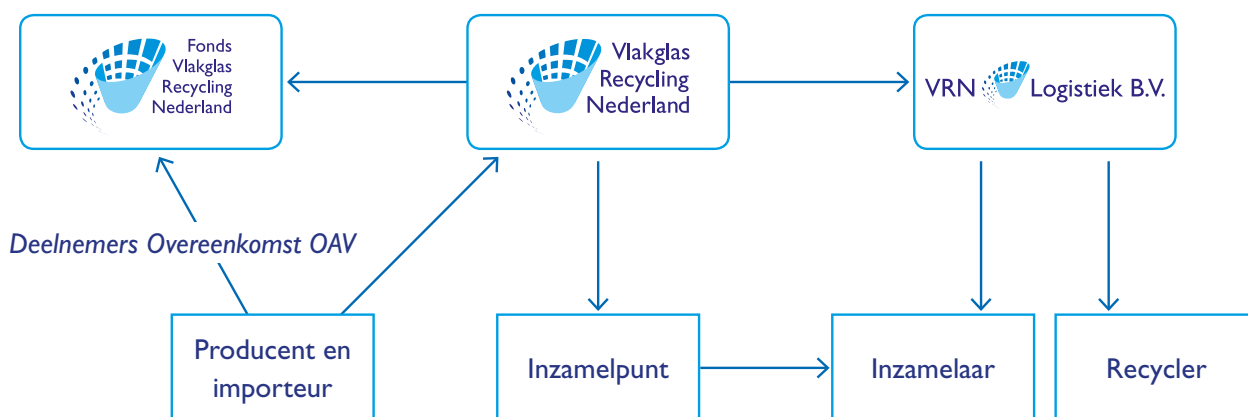 Fonds
Vlakglas
Recycling
Nederland
Vlakglas
Recycling
Nederland
VRN Logistiek B.V.
Deelnemers Overeenkomst OAV
Producent en
importeur
Inzamelpunt
Inzamelaar
Recycler